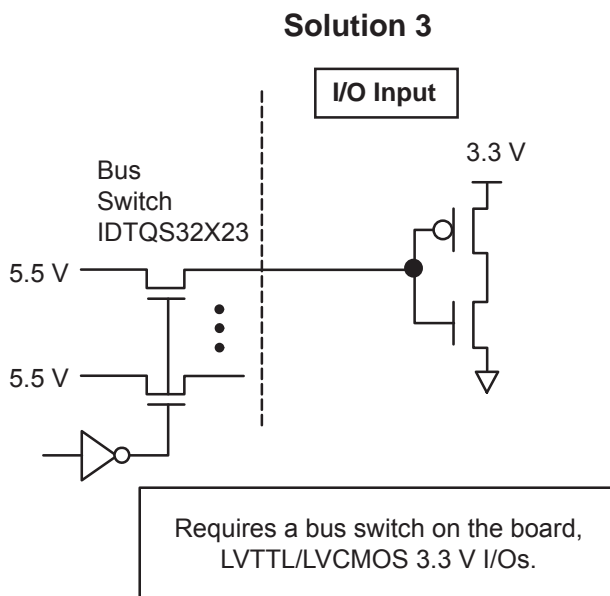 Solution 3
I/O Input
3.3 V
Bus
Switch
IDTQS32X23
5.5 V
5.5 V
Requires a bus switch on the board,
LVTTL/LVCMOS 3.3 V I/Os.